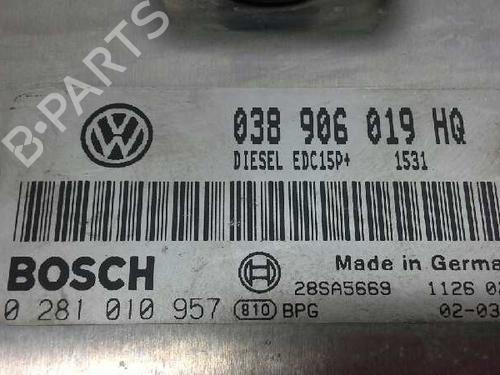 B-PARTS
038 906 019 HQ
DIESEL EDC15P+ 1531
BOSCH
Made in Germa
28SA5669 1126 02
0 281 010 957 810 BPG 02-03